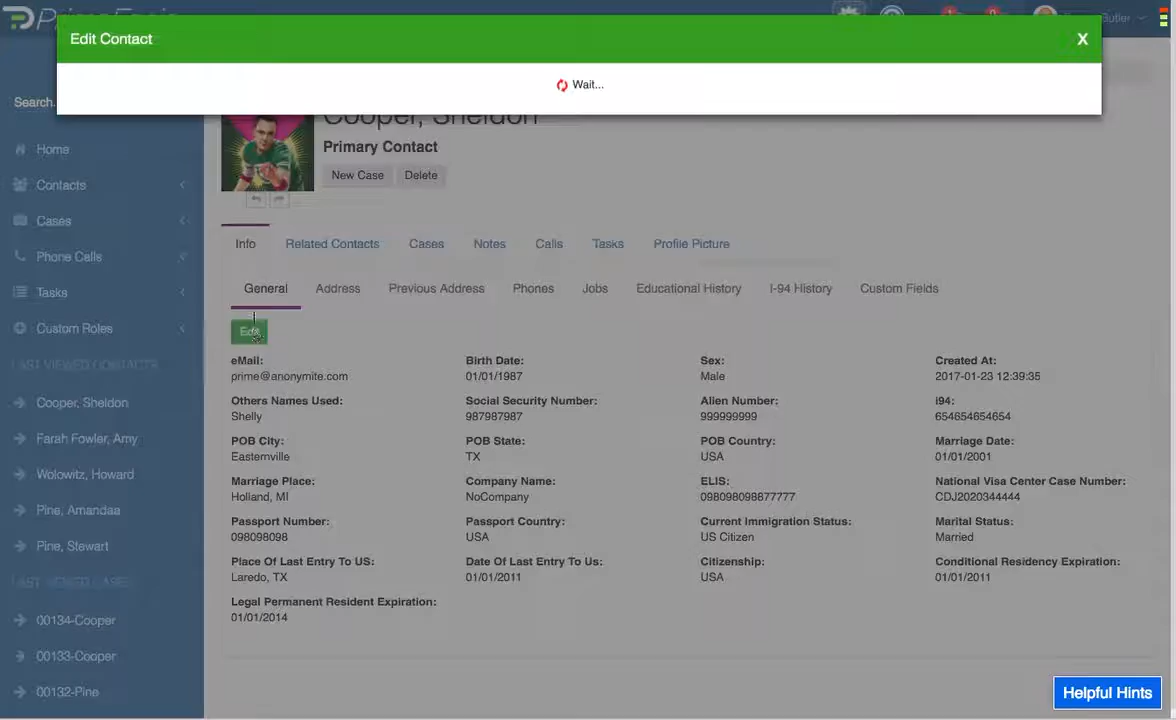 Edit Contact X
Wait...
Cooper, Sheldon
Primary Contact
New Case Delete
Search.
Home
Contacts
Cases
Phone Calls
Tasks
Custom Roles
LAST VIEWED CONTACTS
Cooper, Sheldon
Farah Fowler, Amy
Wolowitz, Howard
Pine, Amandaa
Pine, Stewart
LAST VIEWED CASES
00134-Cooper
00133-Cooper
00132-Pine
Info Related Contacts Cases Notes Calls Tasks Profile Picture
General Address Previous Address Phones Jobs Educational History I-94 History Custom Fields
Edit
eMail: Birth Date: Sex: Created At:
prime@anonymite.com 01/01/1987 Male 2017-01-23 12:39:35
Others Names Used: Social Security Number: Alien Number: i94:
Shelly 987987987 999999999 654654654654
POB City: POB State: POB Country: Marriage Date:
Easternville TX USA 01/01/2001
Marriage Place: Company Name: ELIS: National Visa Center Case Number:
Holland, MI NoCompany 098098098877777 CDJ2020344444
Passport Number: Passport Country: Current Immigration Status: Marital Status:
098098098 USA US Citizen Married
Place Of Last Entry To US: Date Of Last Entry To Us: Citizenship: Conditional Residency Expiration:
Laredo, TX 01/01/2011 USA 01/01/2011
Legal Permanent Resident Expiration:
01/01/2014
Helpful Hints